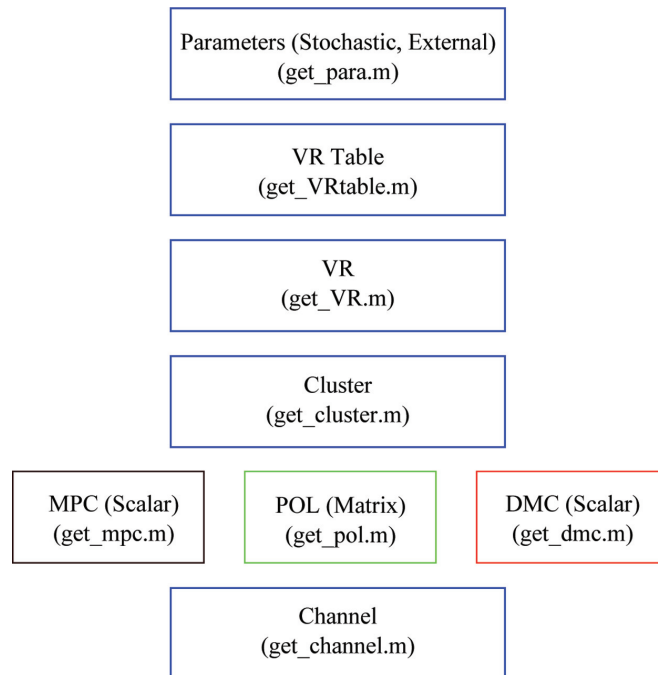 Parameters (Stochastic, External)
(get_para.m)
VR Table
(get_VRtable.m)
VR
(get_VR.m)
Cluster
(get_cluster.m)
MPC (Scalar)
(get_mpc.m)
POL (Matrix)
(get_pol.m)
DMC (Scalar)
(get_dmc.m)
Channel
(get_channel.m)